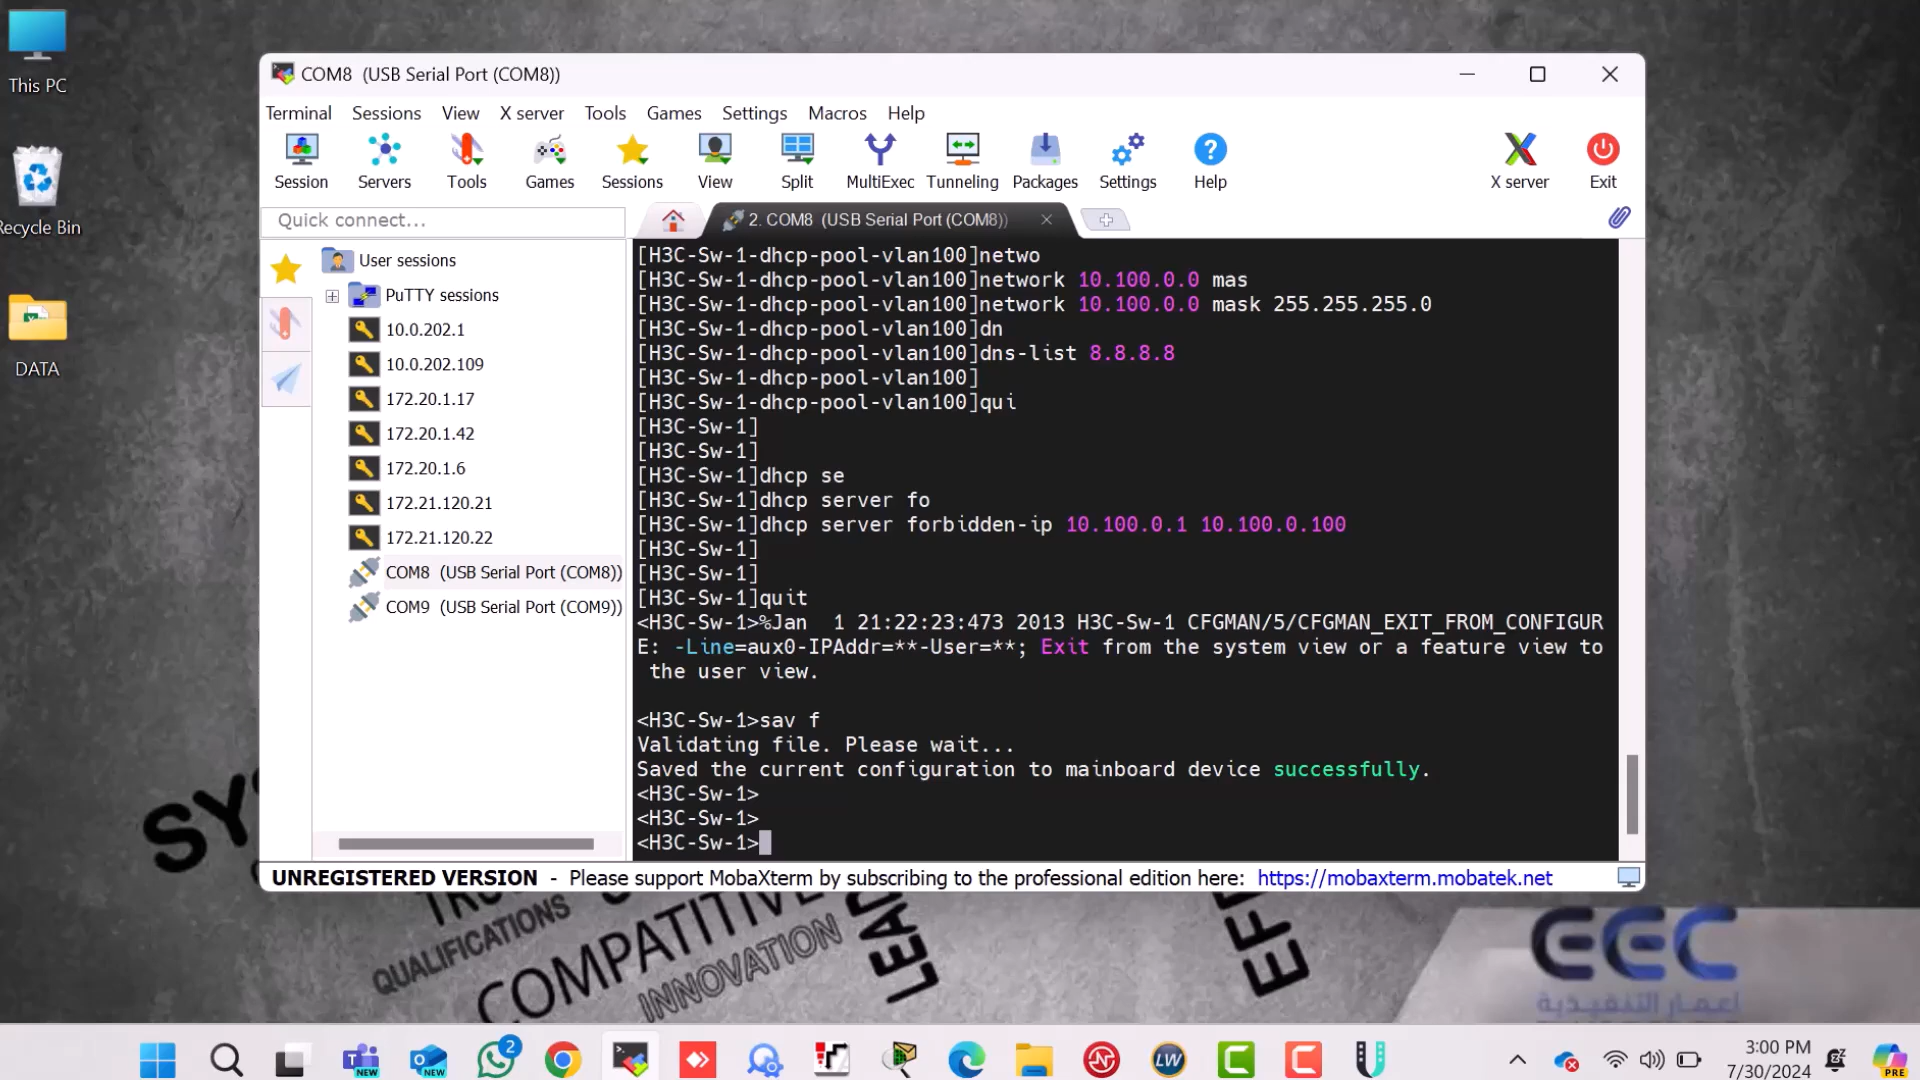 This PC
Recycle Bin
DATA
COM8 (USB Serial Port (COM8))
Terminal Sessions View X server Tools Games Settings Macros Help
Session Servers Tools Games Sessions View Split MultiExec Tunneling Packages Settings Help X server Exit
Quick connect...
2. COM8 (USB Serial Port (COM8))
User sessions
PuTTY sessions
10.0.202.1
10.0.202.109
172.20.1.17
172.20.1.42
172.20.1.6
172.21.120.21
172.21.120.22
COM8 (USB Serial Port (COM8))
COM9 (USB Serial Port (COM9))
[H3C-Sw-1-dhcp-pool-vlan100]netwo
[H3C-Sw-1-dhcp-pool-vlan100]network 10.100.0.0 mas
[H3C-Sw-1-dhcp-pool-vlan100]network 10.100.0.0 mask 255.255.255.0
[H3C-Sw-1-dhcp-pool-vlan100]dn
[H3C-Sw-1-dhcp-pool-vlan100]dns-list 8.8.8.8
[H3C-Sw-1-dhcp-pool-vlan100]
[H3C-Sw-1-dhcp-pool-vlan100]qui
[H3C-Sw-1]
[H3C-Sw-1]
[H3C-Sw-1]dhcp se
[H3C-Sw-1]dhcp server fo
[H3C-Sw-1]dhcp server forbidden-ip 10.100.0.1 10.100.0.100
[H3C-Sw-1]
[H3C-Sw-1]
[H3C-Sw-1]quit
<H3C-Sw-1>%Jan  1 21:22:23:473 2013 H3C-Sw-1 CFGMAN/5/CFGMAN_EXIT_FROM_CONFIGUR
E: -Line=aux0-IPAddr=**-User=**; Exit from the system view or a feature view to
the user view.
<H3C-Sw-1>sav f
Validating file. Please wait...
Saved the current configuration to mainboard device successfully.
<H3C-Sw-1>
<H3C-Sw-1>
<H3C-Sw-1>
UNREGISTERED VERSION - Please support MobaXterm by subscribing to the professional edition here: https://mobaxterm.mobatek.net
QUALIFICATIONS
COMPATITIVE
INNOVATION
EEC
إعمار التنفيذية
NEW
NEW
2
LW
3:00 PM
7/30/2024
PRE